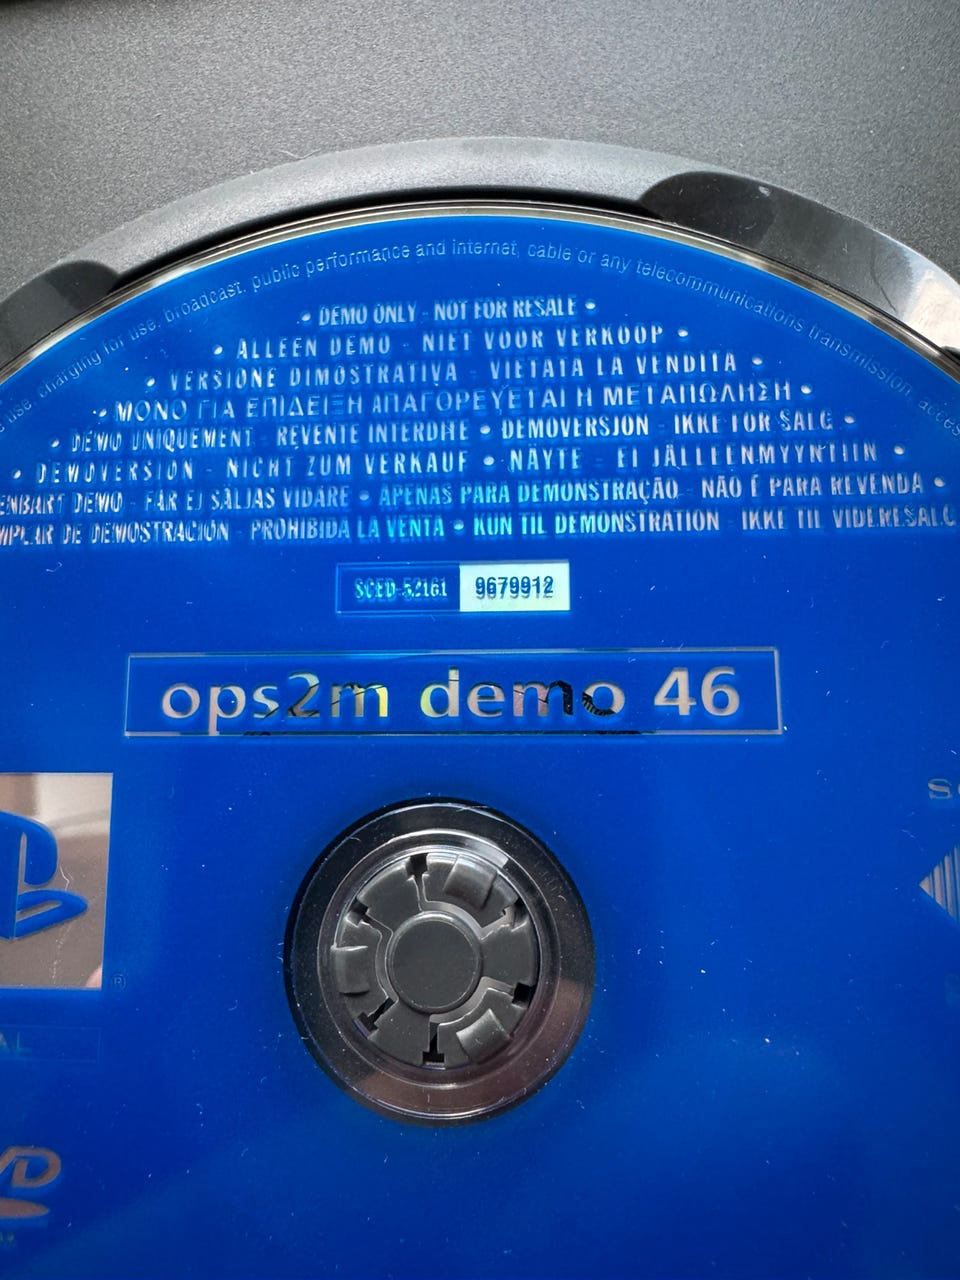 use, charging for use, broadcast, public performance and internet, cable or any telecommunications transmission, access
• DEMO ONLY - NOT FOR RESALE •
• ALLEEN DEMO - NIET VOOR VERKOOP •
• VERSIONE DIMOSTRATIVA - VIETATA LA VENDITA •
• ΜΟΝΟ ΓΙΑ ΕΠΙΔΕΙΞΗ ΑΠΑΓΟΡΕΥΕΤΑΙ Η ΜΕΤΑΠΩΛΗΣΗ •
• DEMO UNIQUEMENT - REVENTE INTERDITE • DEMOVERSJON - IKKE FOR SALG •
• DEMOVERSION - NICHT ZUM VERKAUF • NÄYTE - EI JÄLLEENMYYNTIIN •
ENBART DEMO - FÅR EJ SÄLJAS VIDARE • APENAS PARA DEMONSTRAÇÃO - NÃO É PARA REVENDA •
MPLAR DE DEMOSTRACIÓN - PROHIBIDA LA VENTA • KUN TIL DEMONSTRATION - IKKE TIL VIDERESALG
SCED-52161 9679912
ops2m demo 46
®